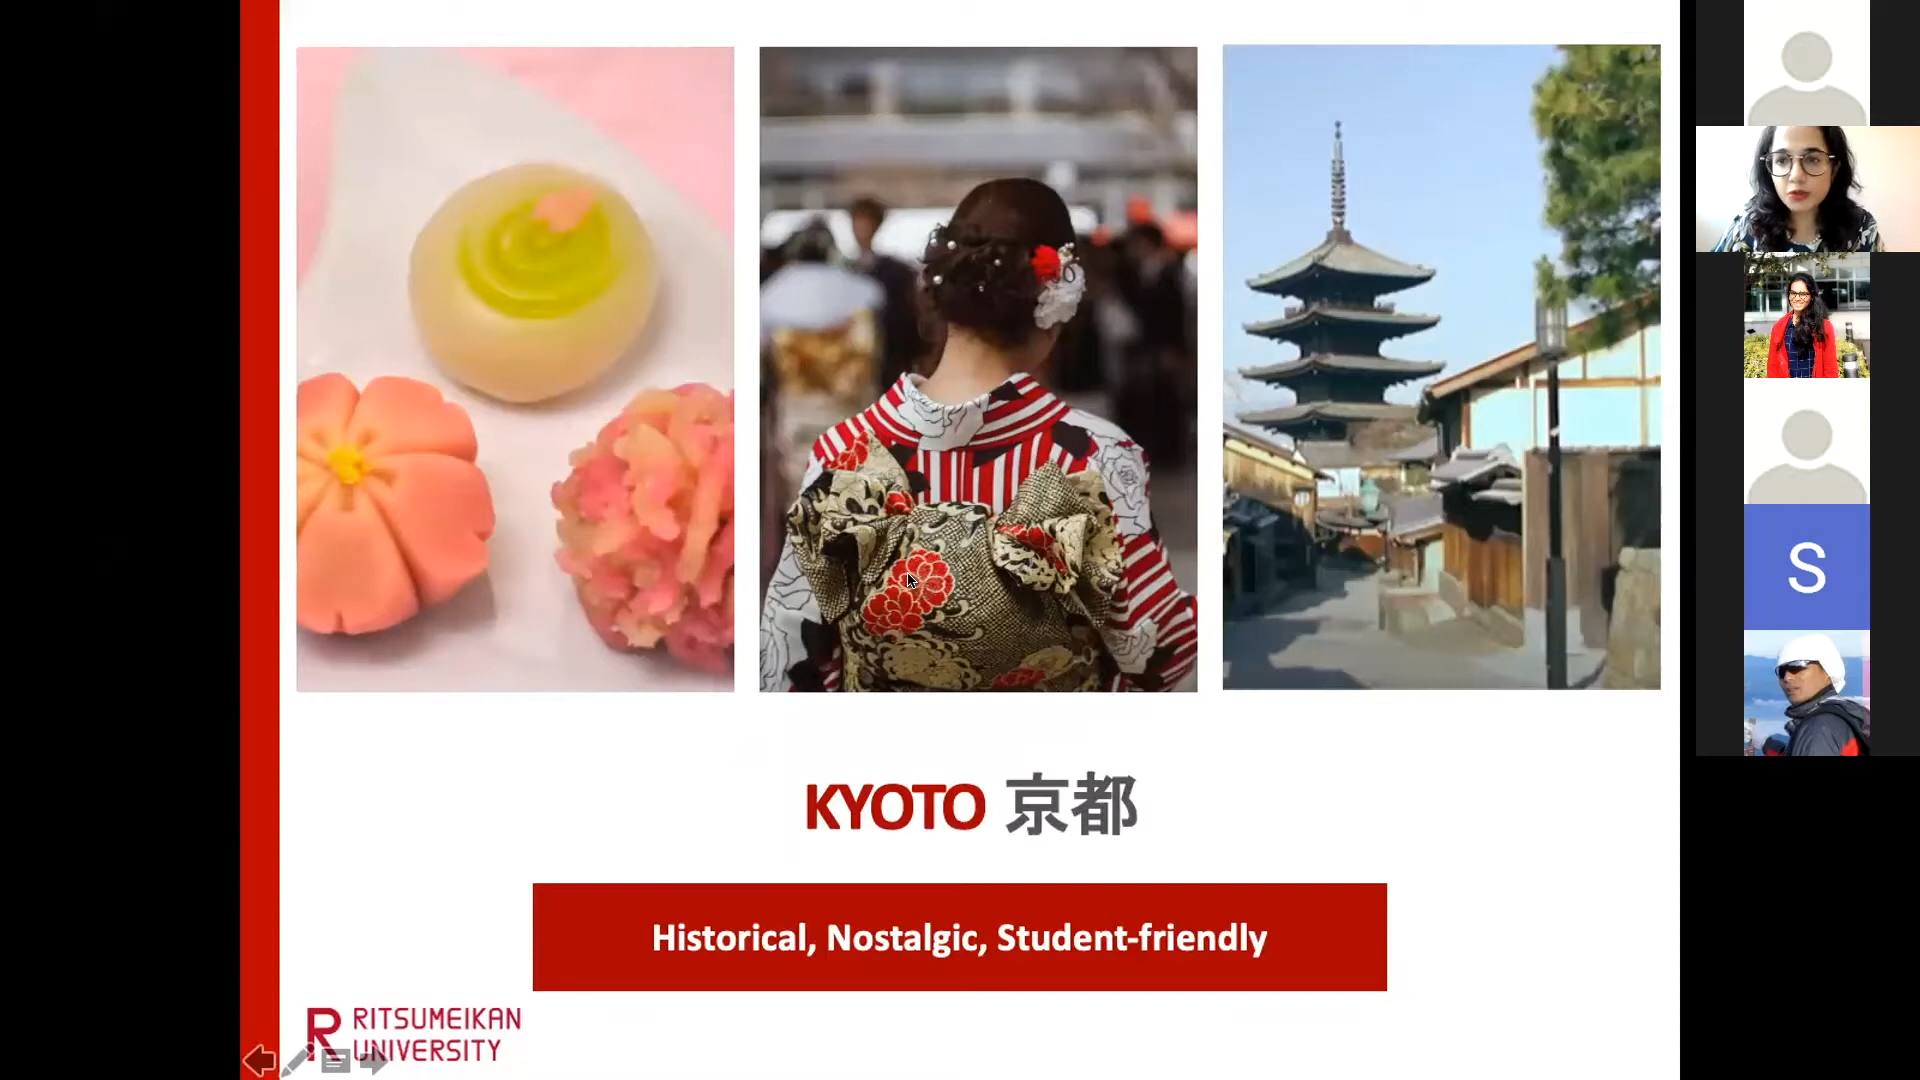 KYOTO 京都
Historical, Nostalgic, Student-friendly
R RITSUMEIKAN
UNIVERSITY
S